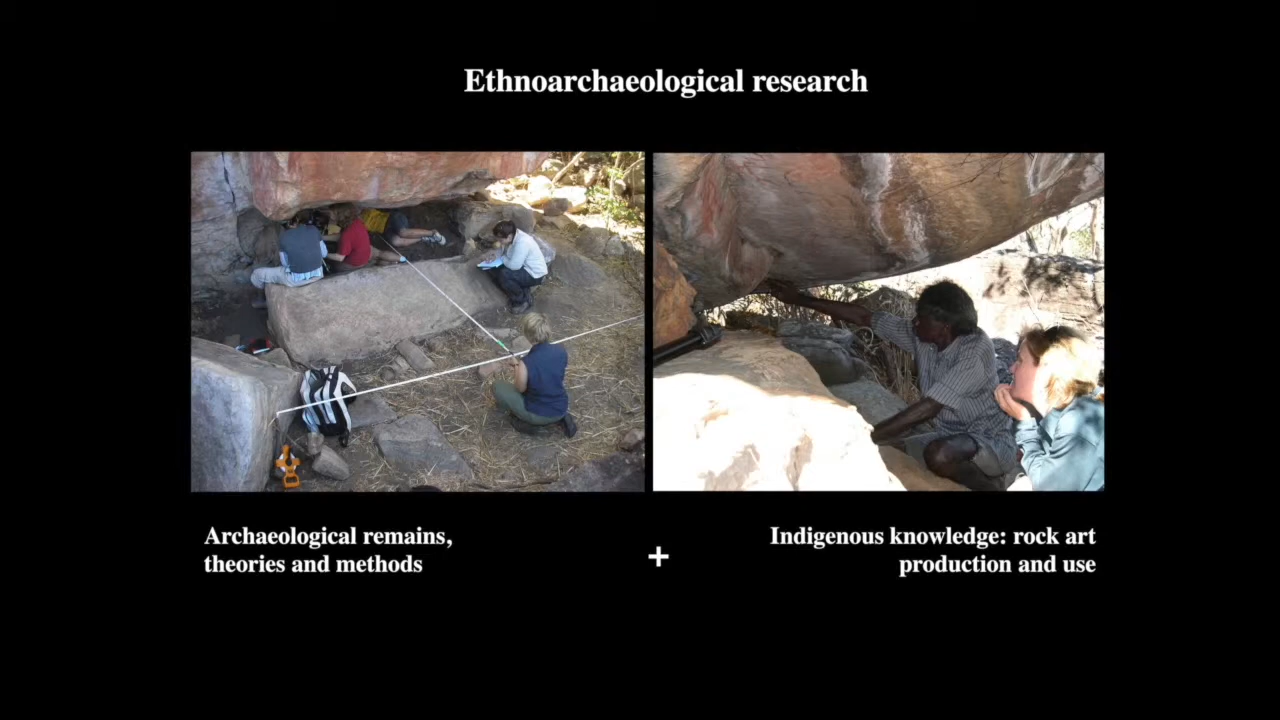 Ethnoarchaeological research
Archaeological remains,
theories and methods
+
Indigenous knowledge: rock art
production and use